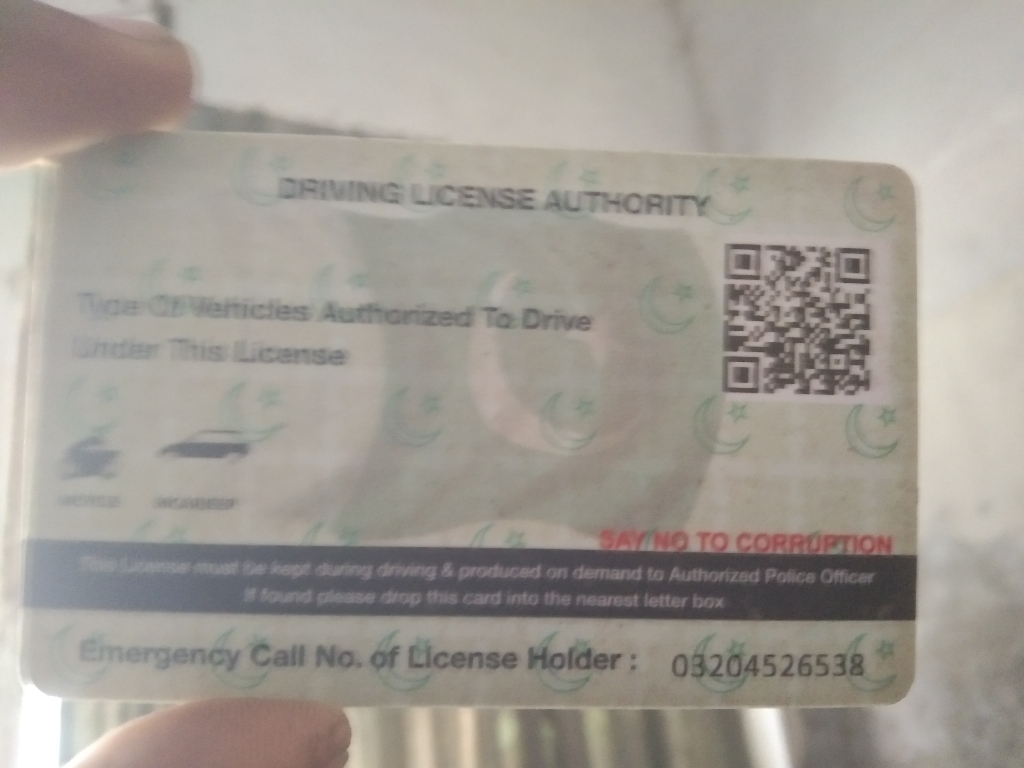 DRIVING LICENSE AUTHORITY
Type Of Vehicles Authorized To Drive
Under This License
SAY NO TO CORRUPTION
This License must be kept during driving & produced on demand to Authorized Police Officer
If found please drop this card into the nearest letter box
Emergency Call No. of License Holder : 03204526538